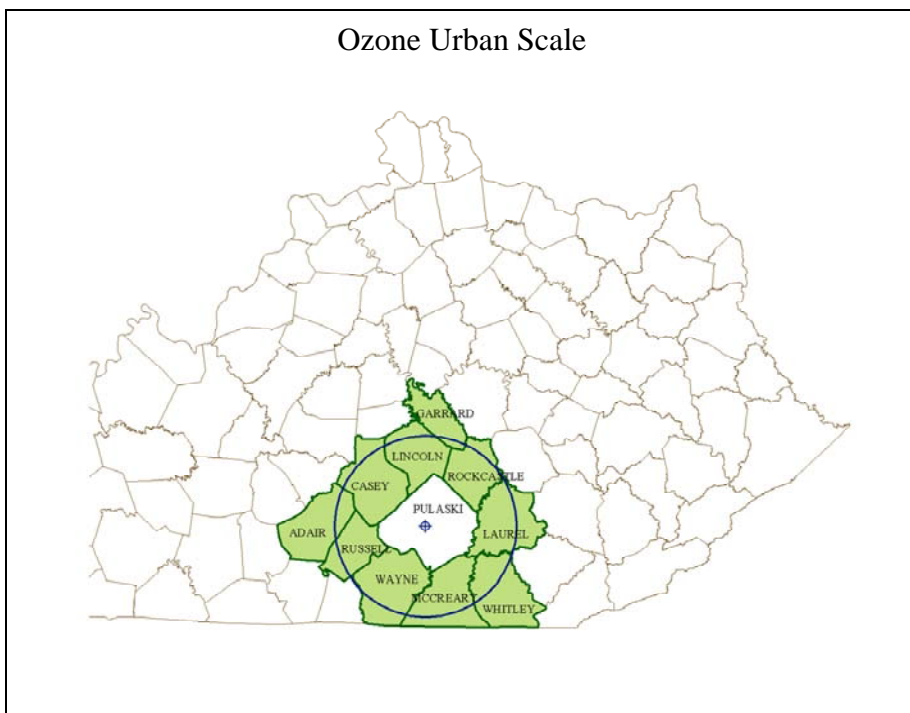 Ozone Urban Scale
GARRARD
LINCOLN
ROCKCASTLE
CASEY
PULASKI
ADAIR
LAUREL
RUSSELL
WAYNE
MCCREARY
WHITLEY